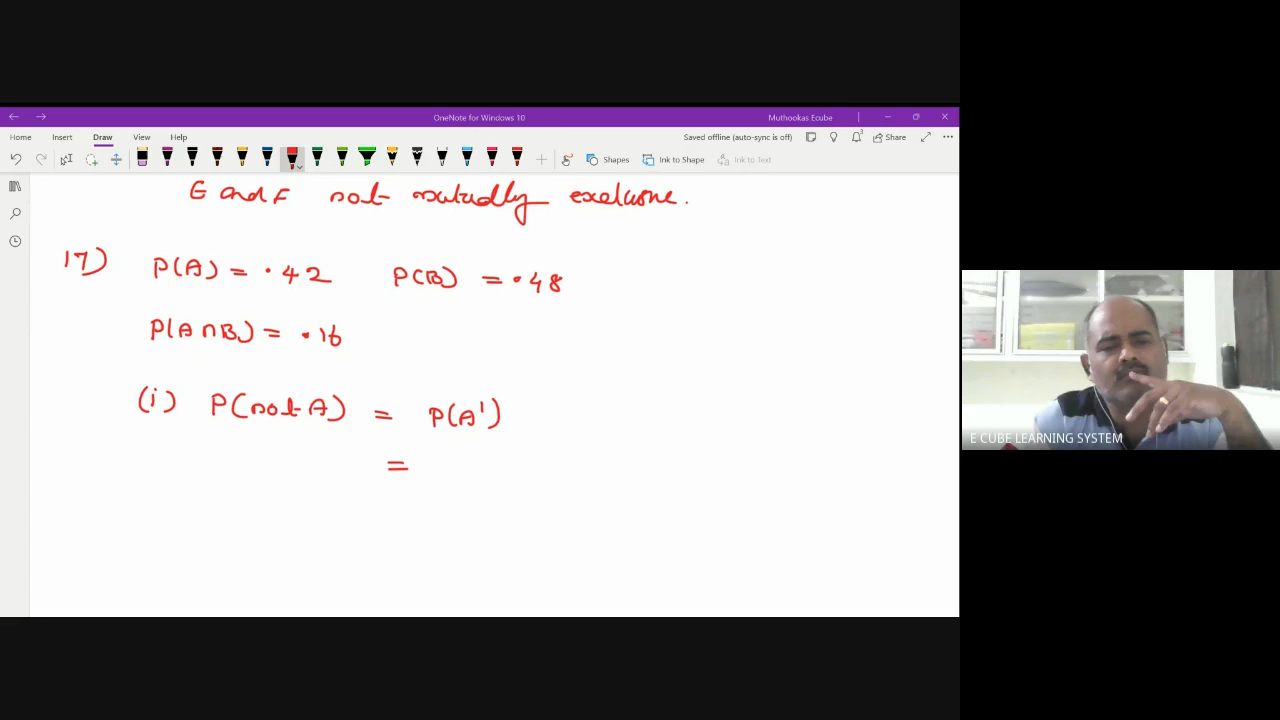 OneNote for Windows 10
Muthookas Ecube
Home Insert Draw View Help
Saved offline (auto-sync is off)
Share
Shapes
Ink to Shape
Ink to Text
E and F not mutually exclusive.
17) P(A) = .42 P(B) = .48
P(A∩B) = .16
(i) P(not A) = P(A')
=
E CUBE LEARNING SYSTEM